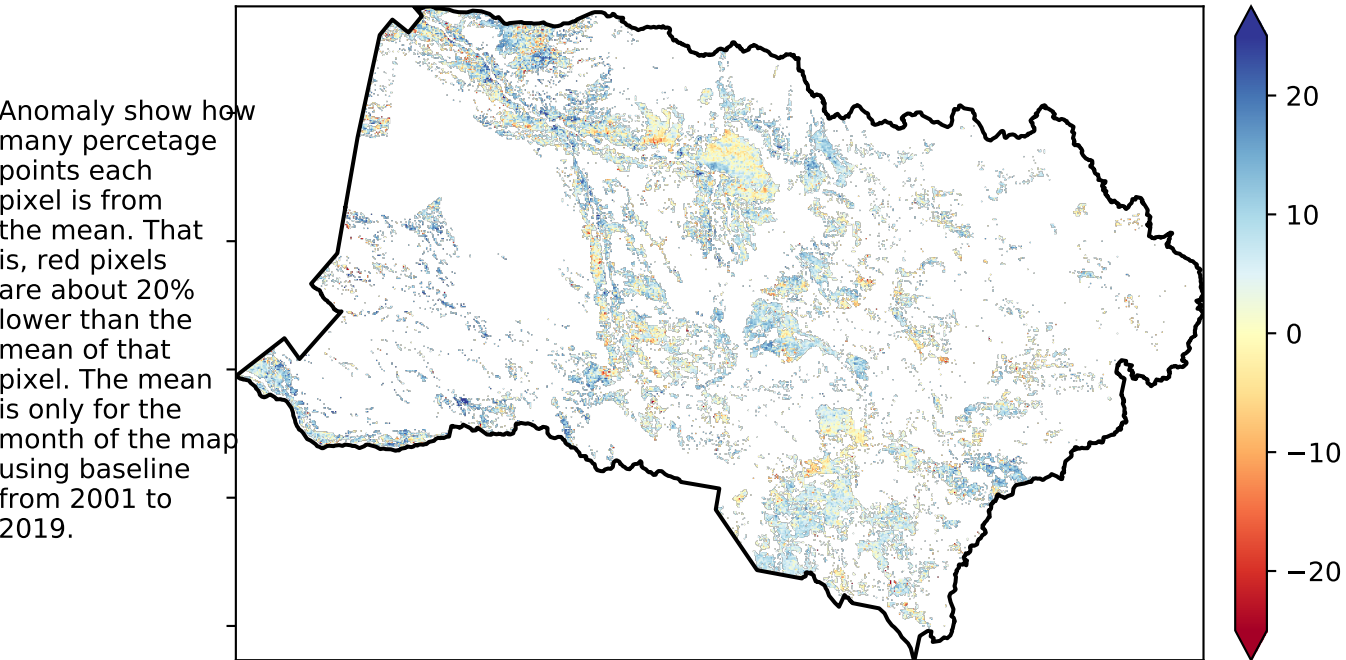 Anomaly show how
many percetage
points each
pixel is from
the mean. That
is, red pixels
are about 20%
lower than the
mean of that
pixel. The mean
is only for the
month of the map
using baseline
from 2001 to
2019.
20
10
0
−10
−20